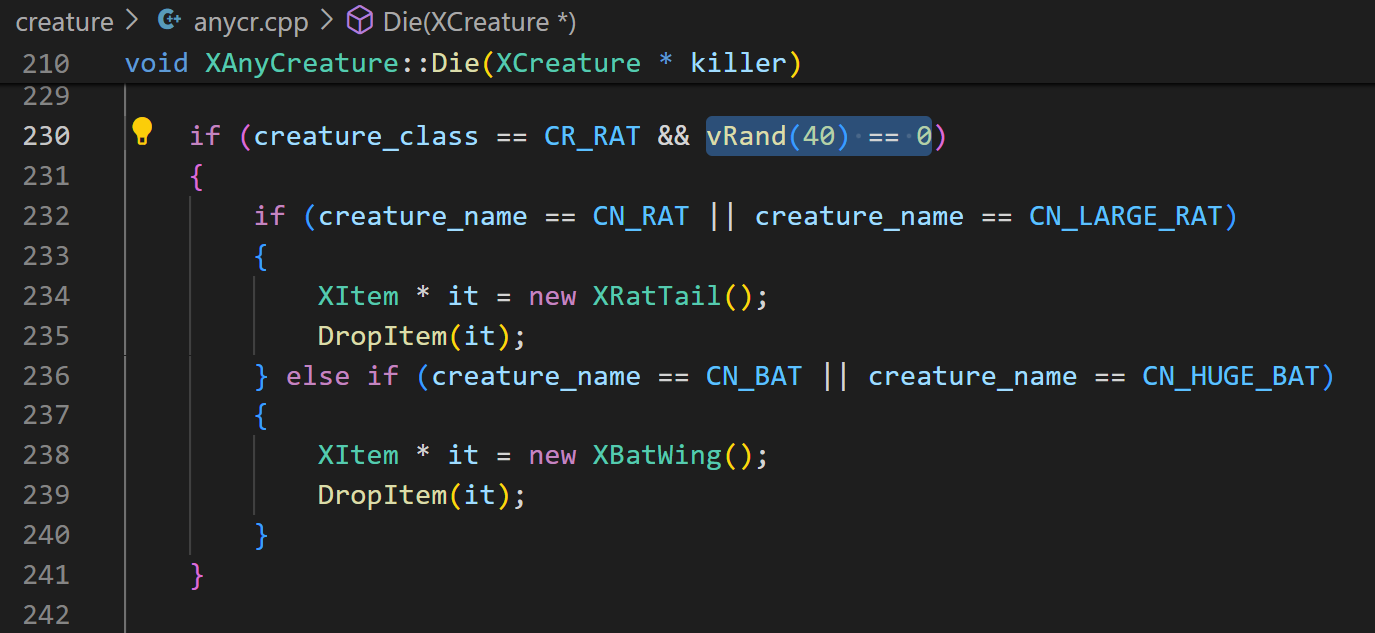 creature > anycr.cpp > Die(XCreature *)
210 void XAnyCreature::Die(XCreature * killer)
229
230 if (creature_class == CR_RAT && vRand(40) == 0)
231 {
232 if (creature_name == CN_RAT || creature_name == CN_LARGE_RAT)
233 {
234 XItem * it = new XRatTail();
235 DropItem(it);
236 } else if (creature_name == CN_BAT || creature_name == CN_HUGE_BAT)
237 {
238 XItem * it = new XBatWing();
239 DropItem(it);
240 }
241 }
242